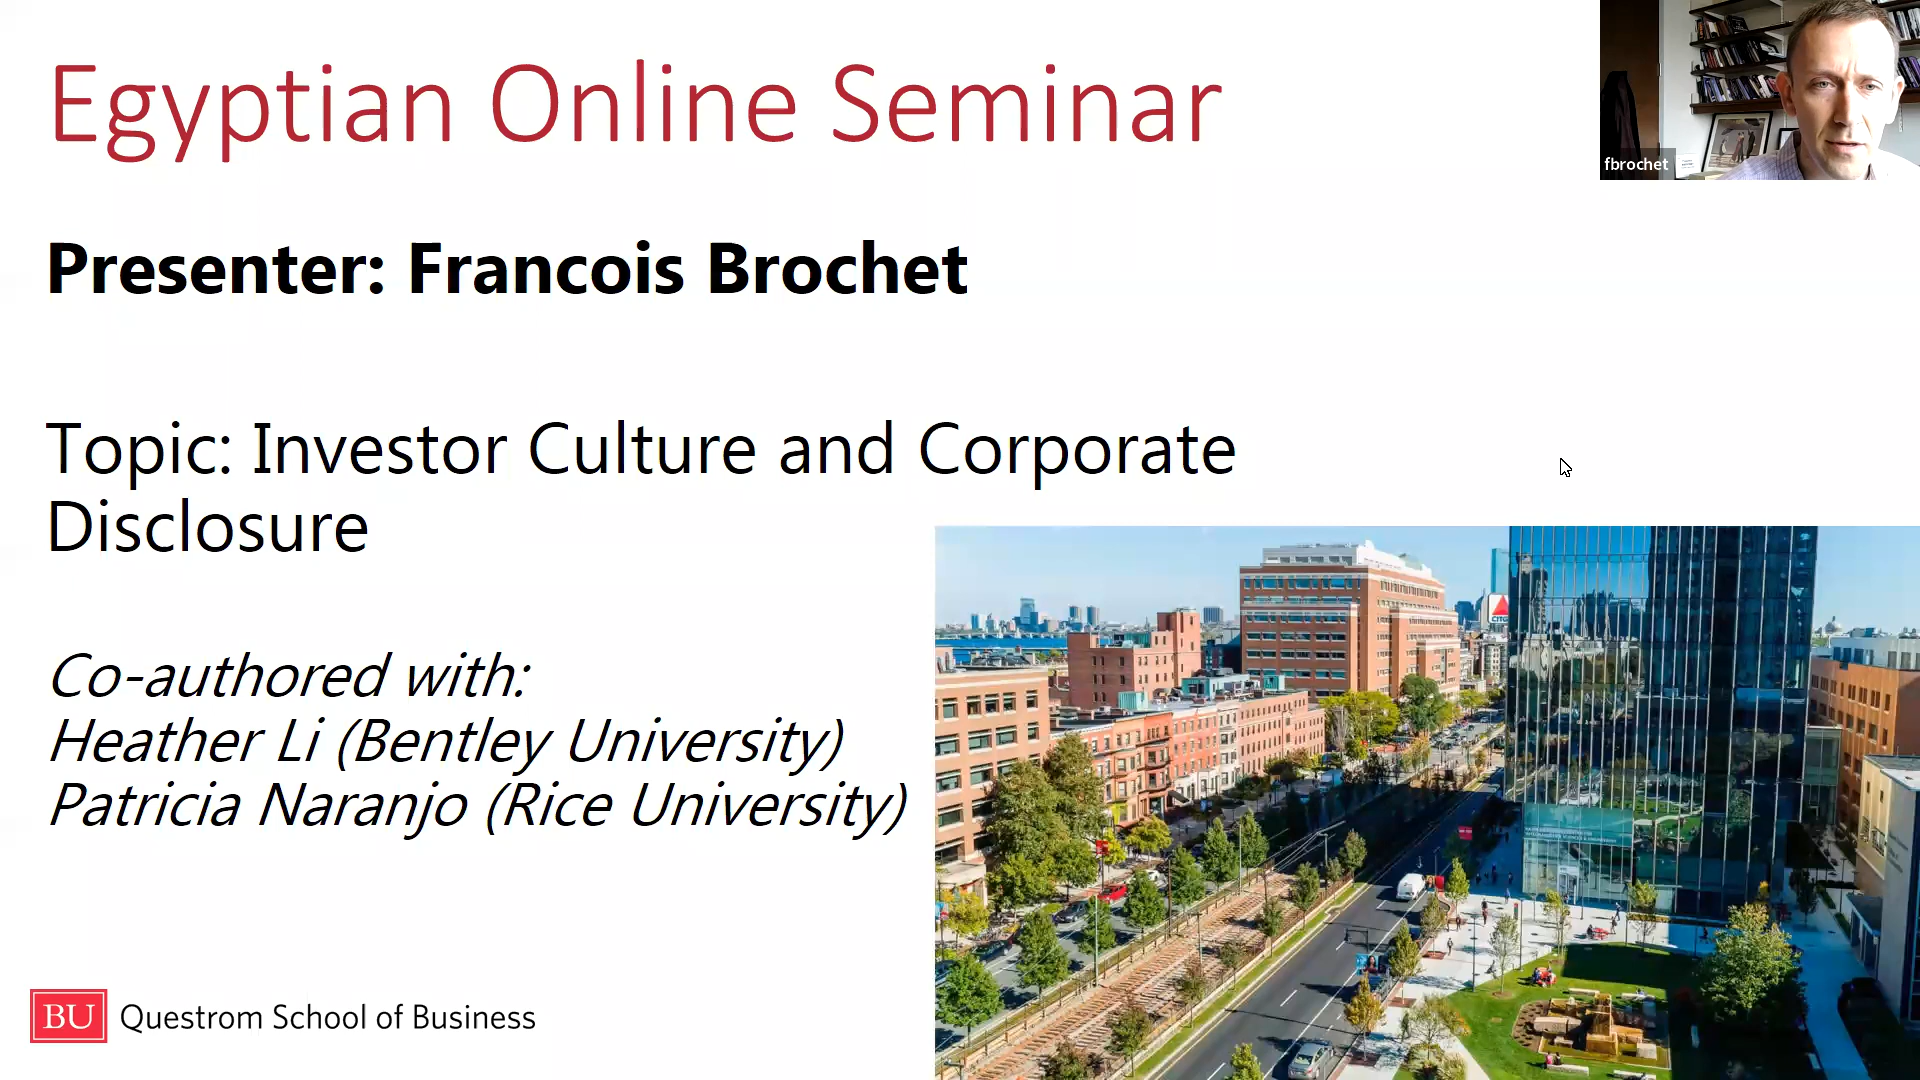 Egyptian Online Seminar
fbrochet
Presenter: Francois Brochet
Topic: Investor Culture and Corporate
Disclosure
Co-authored with:
Heather Li (Bentley University)
Patricia Naranjo (Rice University)
CITGO
BU Questrom School of Business